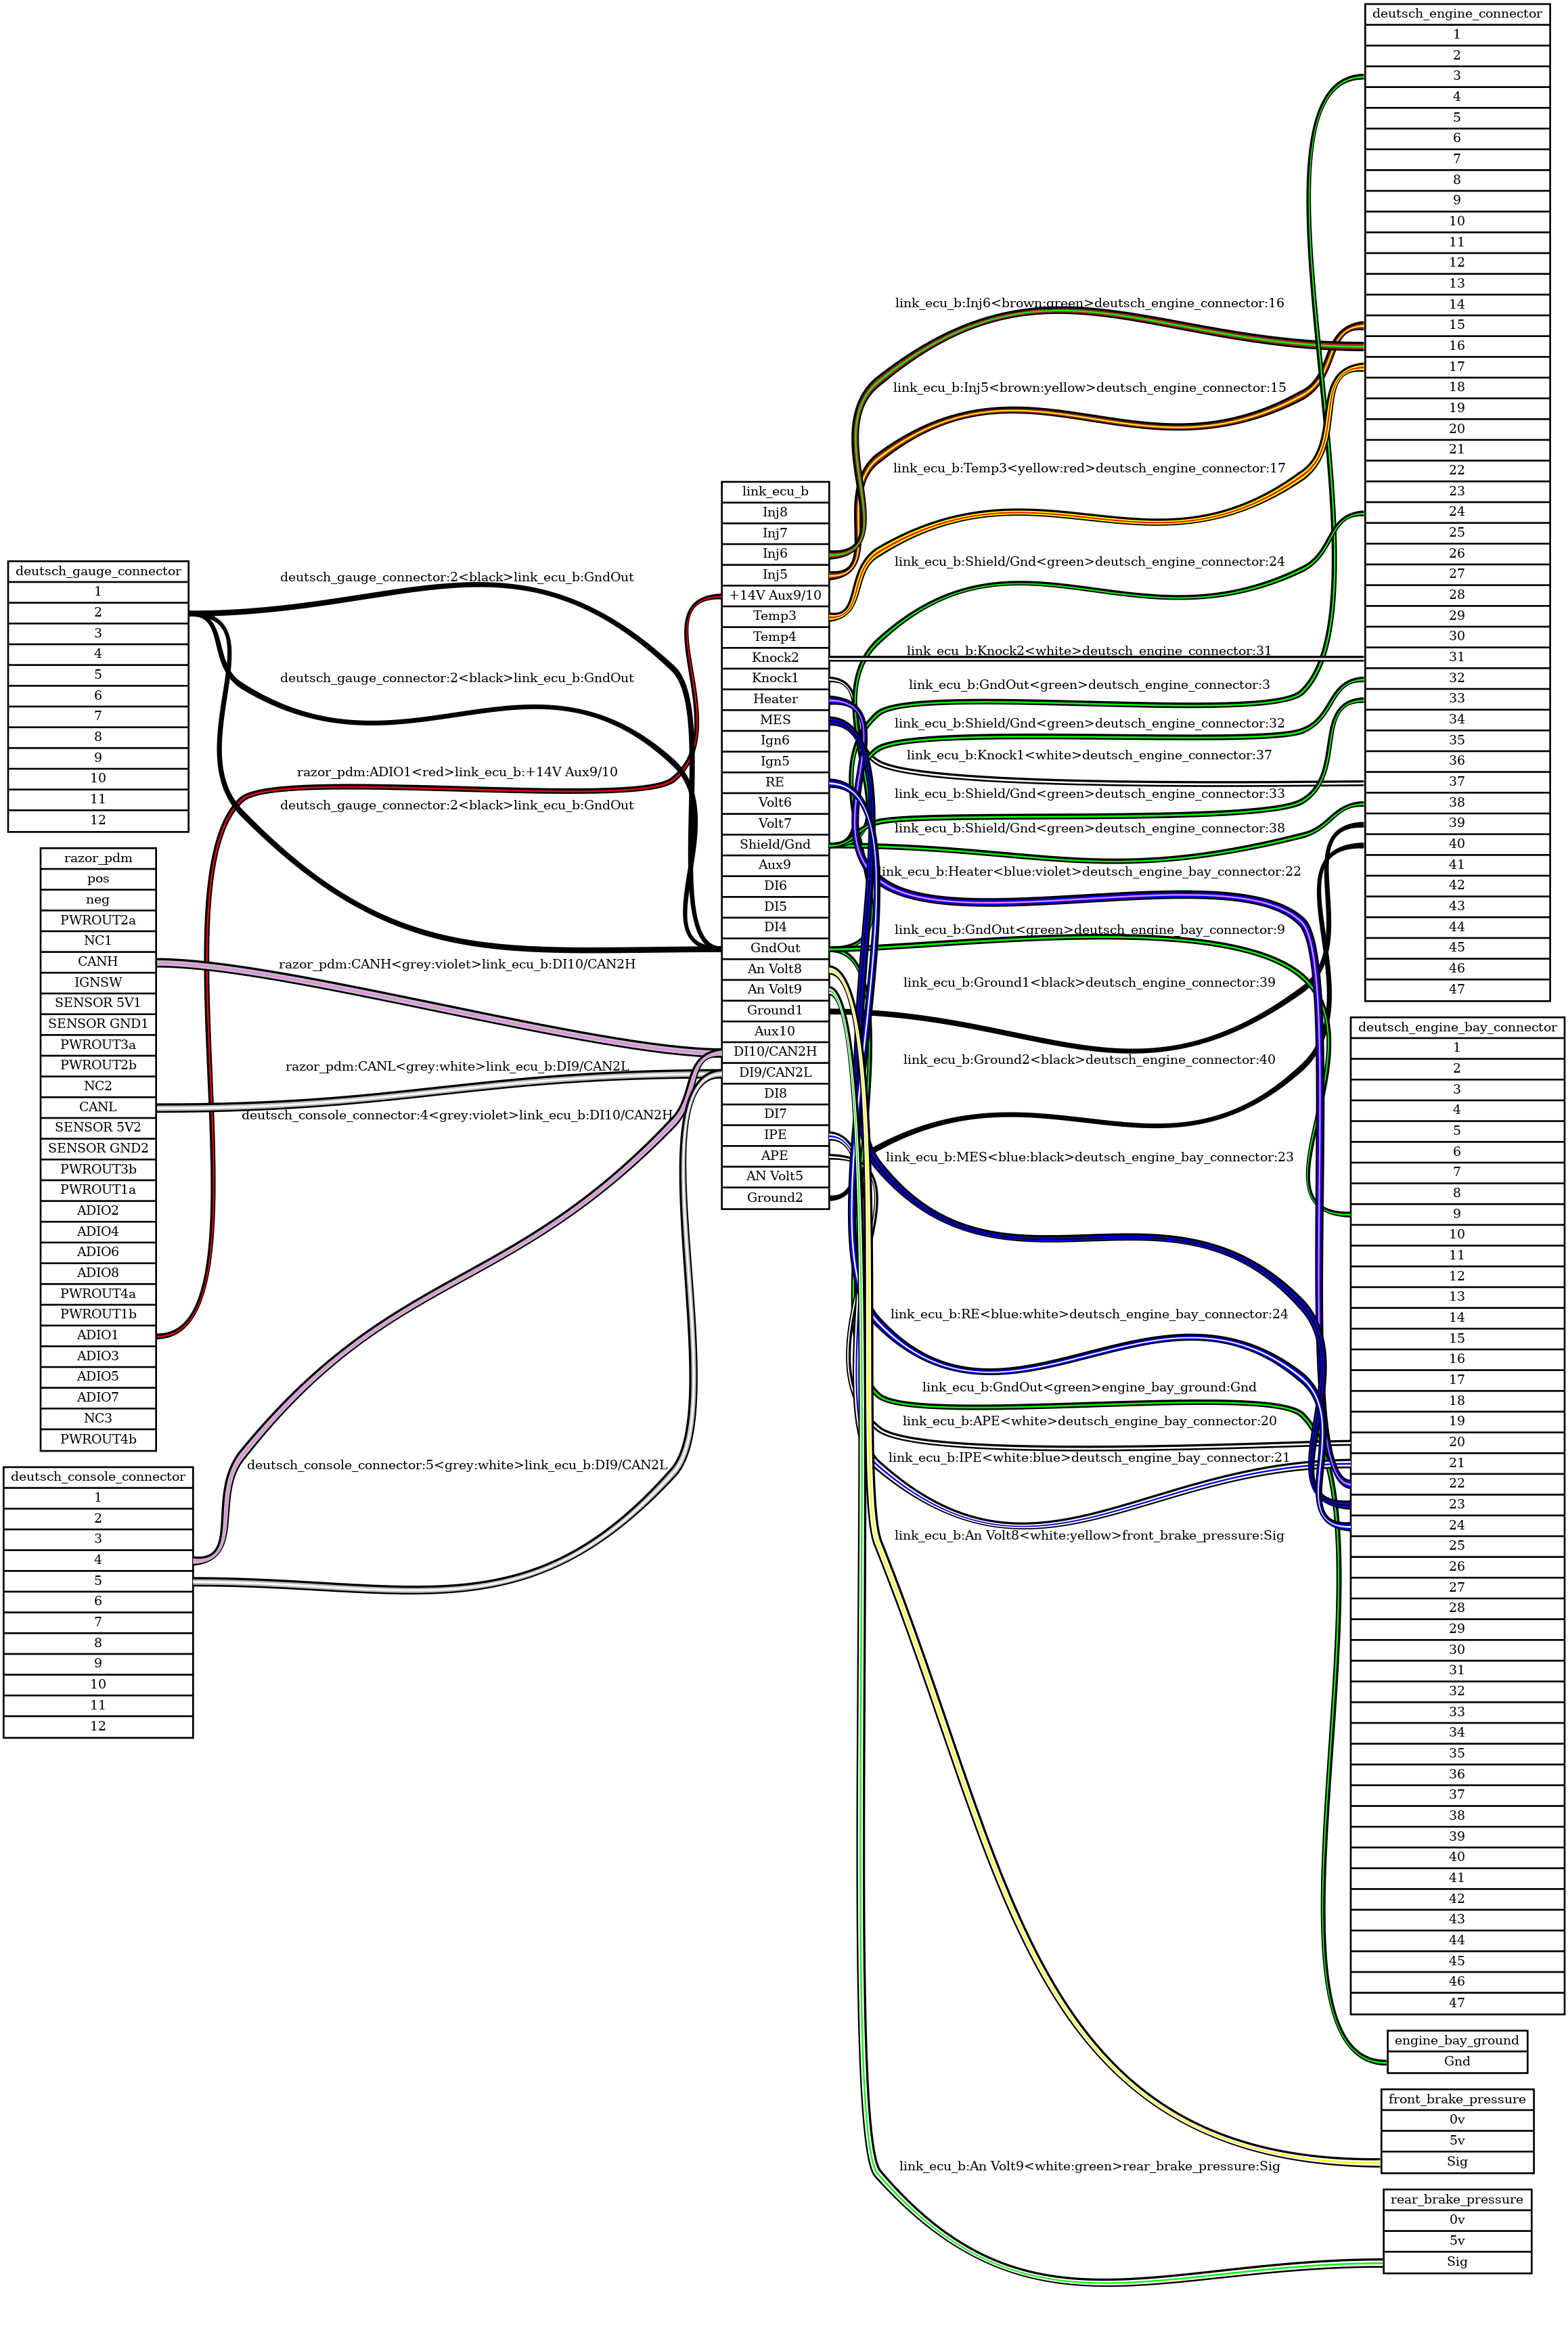 deutsch_gauge_connector
1
2
3
4
5
6
7
8
9
10
11
12
razor_pdm
pos
neg
PWROUT2a
NC1
CANH
IGNSW
SENSOR 5V1
SENSOR GND1
PWROUT3a
PWROUT2b
NC2
CANL
SENSOR 5V2
SENSOR GND2
PWROUT3b
PWROUT1a
ADIO2
ADIO4
ADIO6
ADIO8
PWROUT4a
PWROUT1b
ADIO1
ADIO3
ADIO5
ADIO7
NC3
PWROUT4b
deutsch_console_connector
1
2
3
4
5
6
7
8
9
10
11
12
deutsch_gauge_connector:2<black>link_ecu_b:GndOut
deutsch_gauge_connector:2<black>link_ecu_b:GndOut
razor_pdm:ADIO1<red>link_ecu_b:+14V Aux9/10
deutsch_gauge_connector:2<black>link_ecu_b:GndOut
razor_pdm:CANH<grey:violet>link_ecu_b:DI10/CAN2H
razor_pdm:CANL<grey:white>link_ecu_b:DI9/CAN2L
deutsch_console_connector:4<grey:violet>link_ecu_b:DI10/CAN2H
deutsch_console_connector:5<grey:white>link_ecu_b:DI9/CAN2L
link_ecu_b
Inj8
Inj7
Inj6
Inj5
+14V Aux9/10
Temp3
Temp4
Knock2
Knock1
Heater
MES
Ign6
Ign5
RE
Volt6
Volt7
Shield/Gnd
Aux9
DI6
DI5
DI4
GndOut
An Volt8
An Volt9
Ground1
Aux10
DI10/CAN2H
DI9/CAN2L
DI8
DI7
IPE
APE
AN Volt5
Ground2
link_ecu_b:Inj6<brown:green>deutsch_engine_connector:16
link_ecu_b:Inj5<brown:yellow>deutsch_engine_connector:15
link_ecu_b:Temp3<yellow:red>deutsch_engine_connector:17
link_ecu_b:Shield/Gnd<green>deutsch_engine_connector:24
link_ecu_b:Knock2<white>deutsch_engine_connector:31
link_ecu_b:GndOut<green>deutsch_engine_connector:3
link_ecu_b:Shield/Gnd<green>deutsch_engine_connector:32
link_ecu_b:Knock1<white>deutsch_engine_connector:37
link_ecu_b:Shield/Gnd<green>deutsch_engine_connector:33
link_ecu_b:Shield/Gnd<green>deutsch_engine_connector:38
link_ecu_b:Heater<blue:violet>deutsch_engine_bay_connector:22
link_ecu_b:GndOut<green>deutsch_engine_bay_connector:9
link_ecu_b:Ground1<black>deutsch_engine_connector:39
link_ecu_b:Ground2<black>deutsch_engine_connector:40
link_ecu_b:MES<blue:black>deutsch_engine_bay_connector:23
link_ecu_b:RE<blue:white>deutsch_engine_bay_connector:24
link_ecu_b:GndOut<green>engine_bay_ground:Gnd
link_ecu_b:APE<white>deutsch_engine_bay_connector:20
link_ecu_b:IPE<white:blue>deutsch_engine_bay_connector:21
link_ecu_b:An Volt8<white:yellow>front_brake_pressure:Sig
link_ecu_b:An Volt9<white:green>rear_brake_pressure:Sig
deutsch_engine_connector
1
2
3
4
5
6
7
8
9
10
11
12
13
14
15
16
17
18
19
20
21
22
23
24
25
26
27
28
29
30
31
32
33
34
35
36
37
38
39
40
41
42
43
44
45
46
47
deutsch_engine_bay_connector
1
2
3
4
5
6
7
8
9
10
11
12
13
14
15
16
17
18
19
20
21
22
23
24
25
26
27
28
29
30
31
32
33
34
35
36
37
38
39
40
41
42
43
44
45
46
47
engine_bay_ground
Gnd
front_brake_pressure
0v
5v
Sig
rear_brake_pressure
0v
5v
Sig